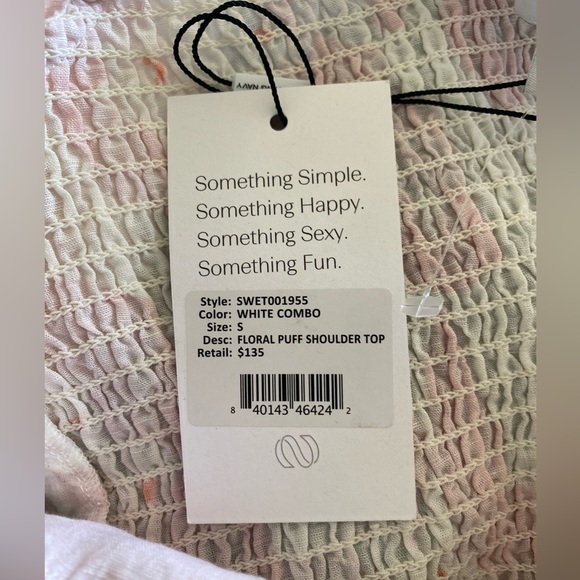 NAVY
Something Simple.
Something Happy.
Something Sexy.
Something Fun.
Style: SWET001955
Color: WHITE COMBO
Size: S
Desc: FLORAL PUFF SHOULDER TOP
Retail: $135
8 40143 46424 2